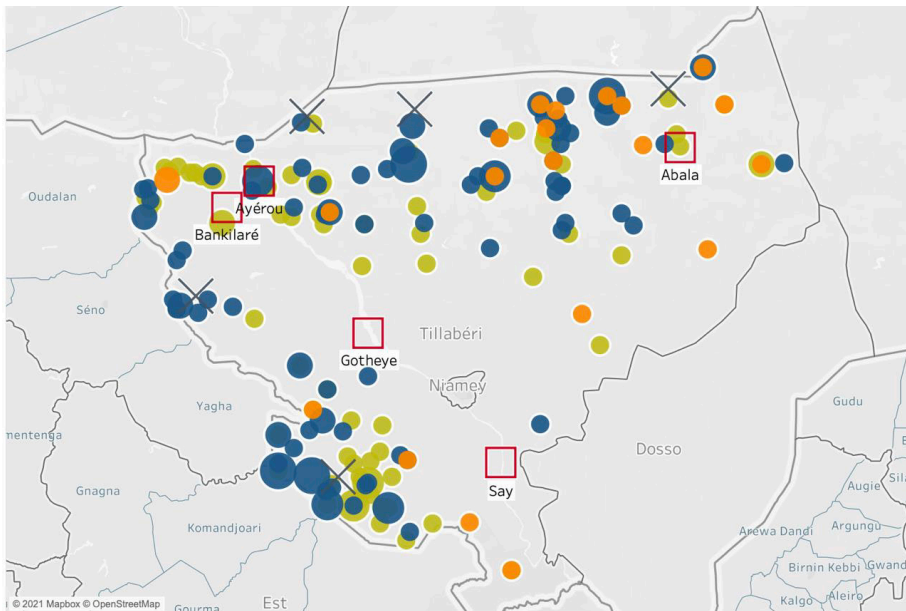 Oudalan
Abala
Ayérou
Bankilaré
Séno
Tillabéri
Gotheye
Niamey
Yagha
Gudu
mentenga
Dosso
Gnagna
Say
Augie
Sila
Komandjoari
Arewa Dandi
Argungu
Birnin Kebbi
Gwand
Kalgo
Aleiro
Est
Gourma
© 2021 Mapbox © OpenStreetMap